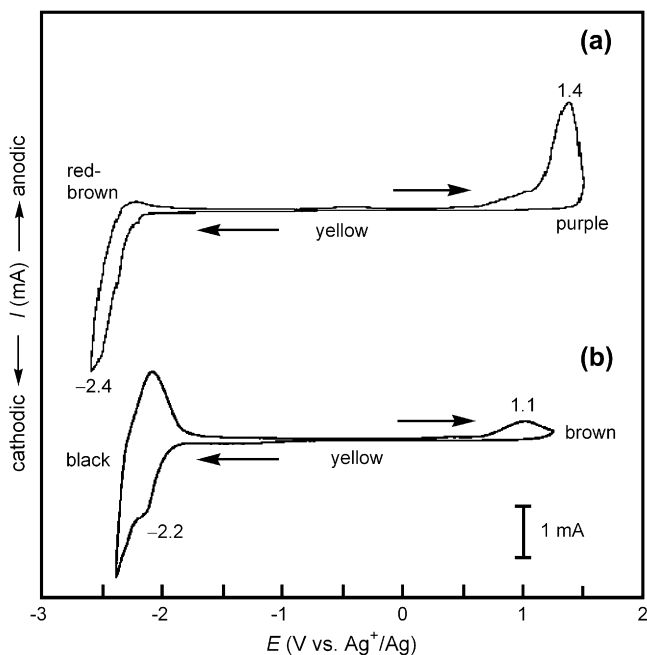 (a)
1.4
red-
brown
yellow
purple
−2.4
(b)
1.1
brown
black
yellow
−2.2
1 mA
cathodic ← I (mA) → anodic
-3 -2 -1 0 1 2
E (V vs. Ag⁺/Ag)